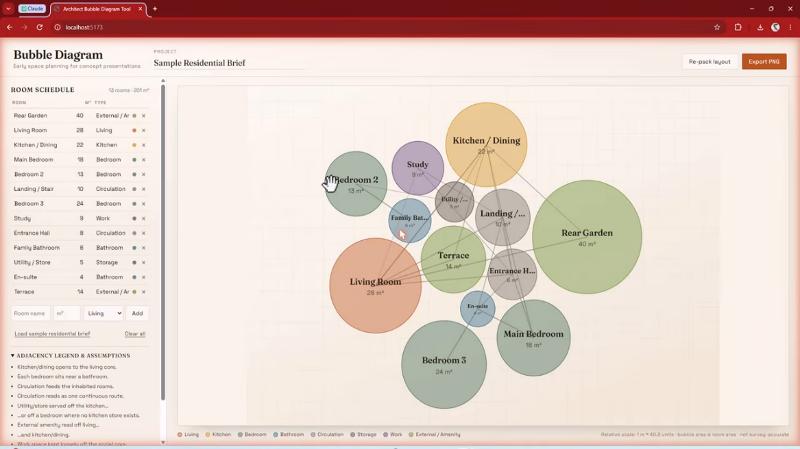 Claude
Architect Bubble Diagram Tool
localhost:5173
Bubble Diagram
Early space planning for concept presentations
PROJECT
Sample Residential Brief
Re-pack layout
Export PNG
ROOM SCHEDULE
13 rooms · 201 m²
ROOM M² TYPE
Rear Garden 40 External / Ar
Living Room 28 Living
Kitchen / Dining 22 Kitchen
Main Bedroom 18 Bedroom
Bedroom 2 13 Bedroom
Landing / Stair 10 Circulation
Bedroom 3 24 Bedroom
Study 9 Work
Entrance Hall 8 Circulation
Family Bathroom 6 Bathroom
Utility / Store 5 Storage
En-suite 4 Bathroom
Terrace 14 External / Ar
Room name m² Living Add
Load sample residential brief Clear all
▼ ADJACENCY LEGEND & ASSUMPTIONS
• Kitchen/dining opens to the living core.
• Each bedroom sits near a bathroom.
• Circulation feeds the inhabited rooms.
• Circulation reads as one continuous route.
• Utility/store served off the kitchen...
• ...or off a bedroom where no kitchen store exists.
• External amenity read off living...
• ...and kitchen/dining.
Kitchen / Dining
22 m²
Study
9 m²
Bedroom 2
13 m²
Utility /...
Family Bat...
Landing /...
10 m²
Rear Garden
40 m²
Terrace
14 m²
Entrance H...
8 m²
Living Room
28 m²
En-suite
Main Bedroom
18 m²
Bedroom 3
24 m²
Living Kitchen Bedroom Bathroom Circulation Storage Work External / Amenity